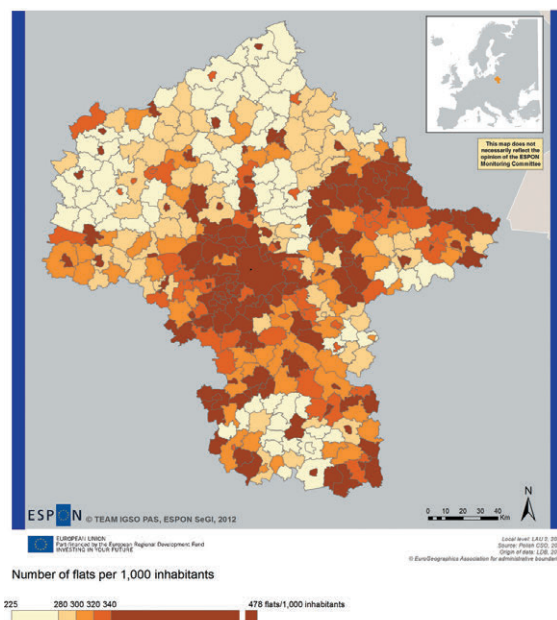 This map does not
necessarily reflect the
opinion of the ESPON
Monitoring Committee
ESPON © TEAM IGSO PAS, ESPON SeGI, 2012
0 10 20 40
Km
N
EUROPEAN UNION
Part-financed by the European Regional Development Fund
INVESTING IN YOUR FUTURE
Local level: LAU 2, 20
Source: Polish CSO, 20
Origin of data: LDB, 20
© EuroGeographics Association for administrative boundari
Number of flats per 1,000 inhabitants
225 280 300 320 340 478 flats/1,000 inhabitants